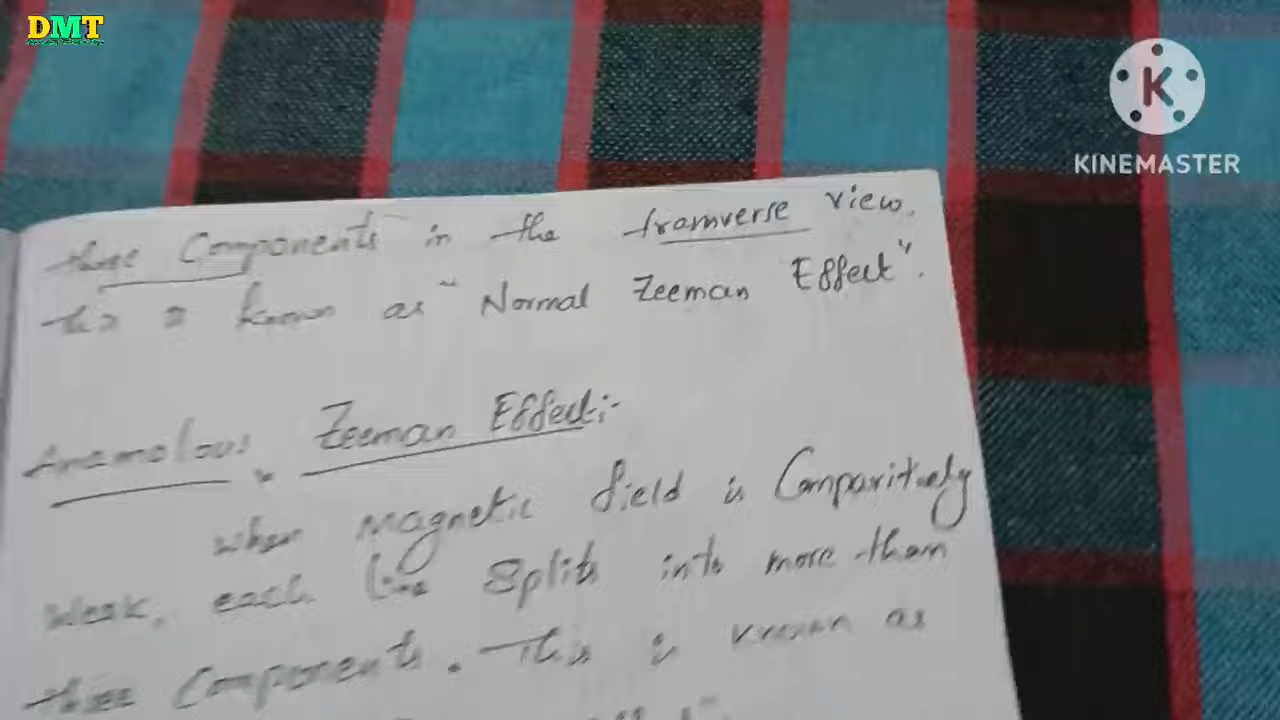 DMT
KINEMASTER
three Components in the tranverse view.
this is known as "Normal Zeeman Effect".
Anamolous Zeeman Effect:-
when magnetic field is Comparitively
weak, each line splits into more than
three Components. This is known as